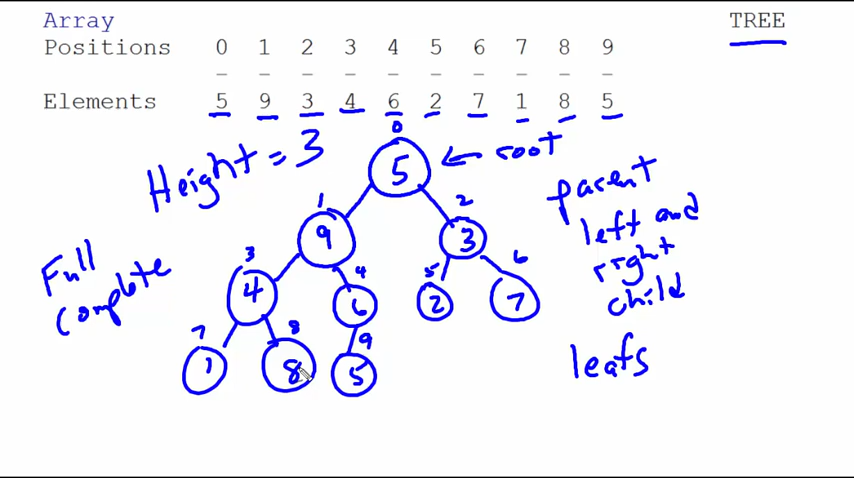 Array
TREE
Positions 0 1 2 3 4 5 6 7 8 9
- - - - - - - - - -
Elements 5 9 3 4 6 2 7 1 8 5
0
Height = 3
5 ← root
parent
1 2
left and
9 3
right
child
Full
complete
3 4 5 6
4 6 2 7
7 8 9
1 8 5
leafs